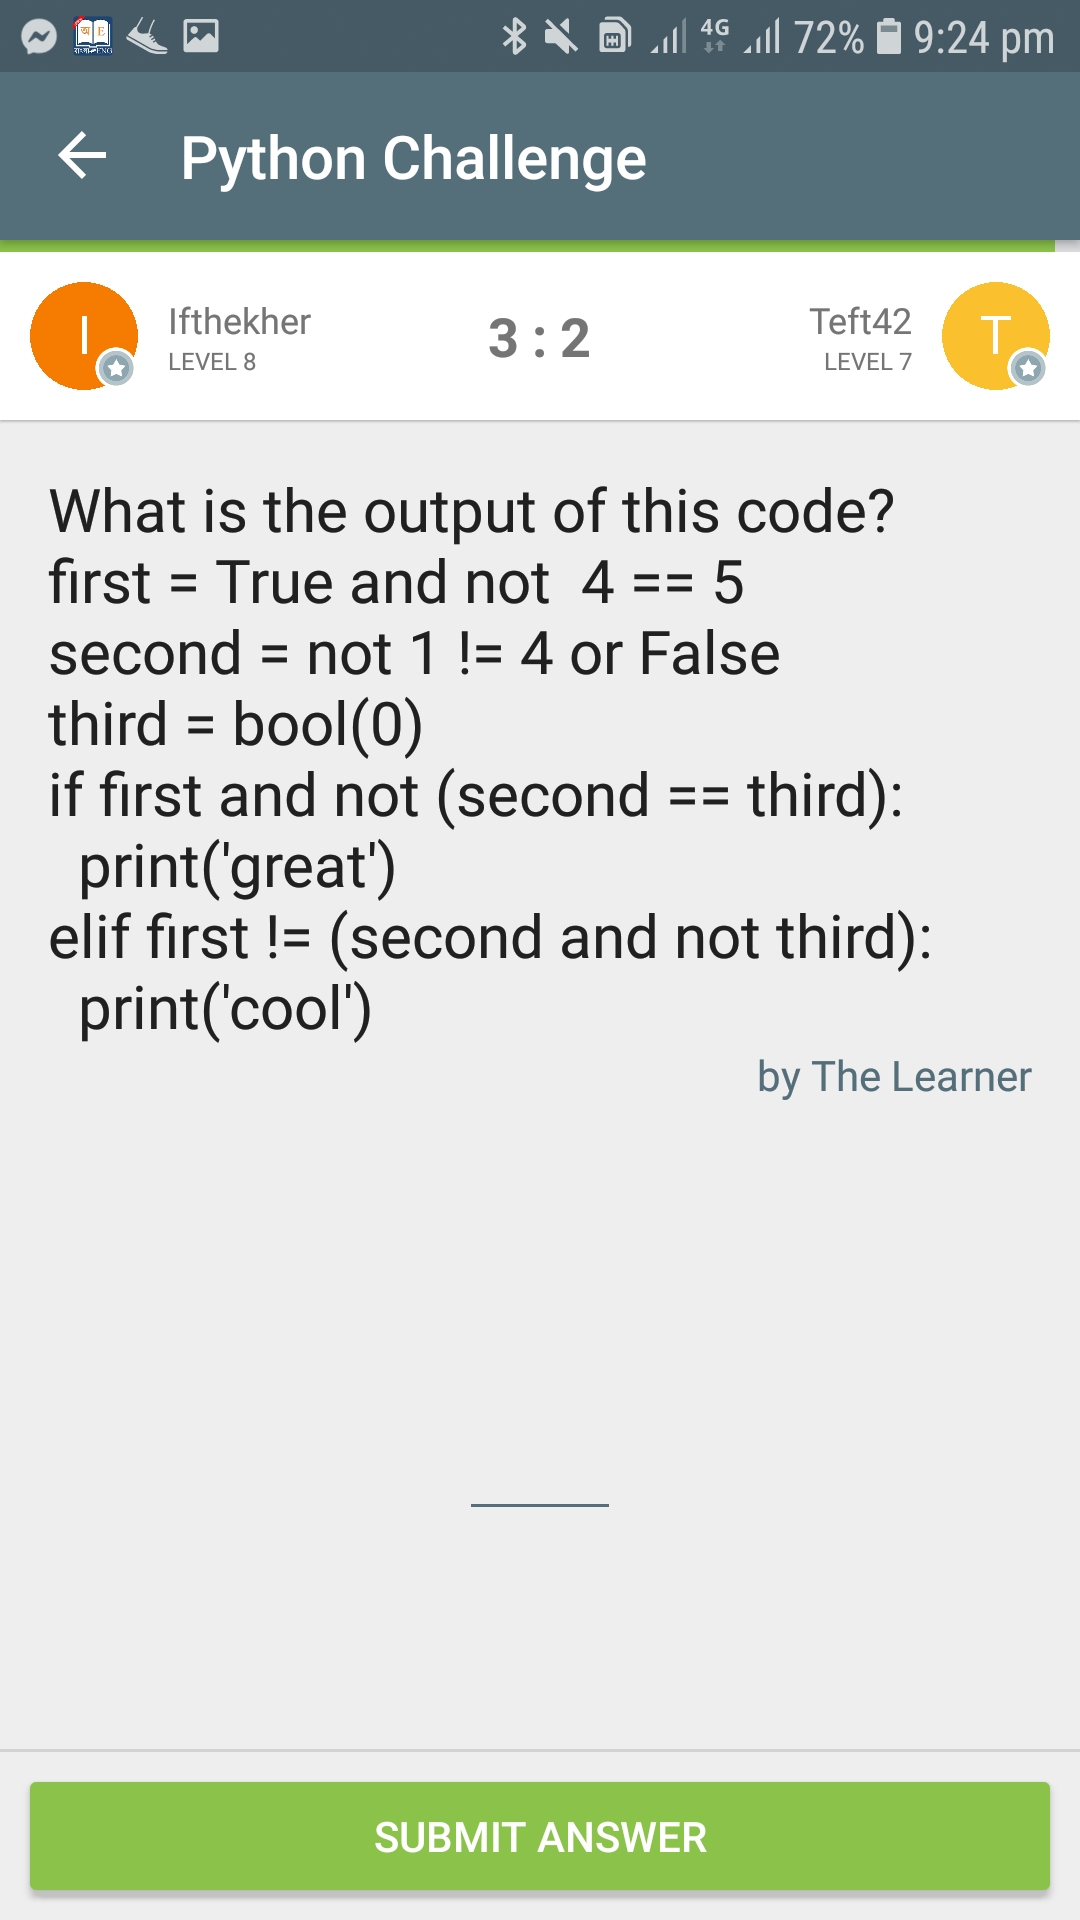 4G 72% 9:24 pm
Python Challenge
I Ifthekher 3 : 2 Teft42 T
LEVEL 8 LEVEL 7
What is the output of this code?
first = True and not  4 == 5
second = not 1 != 4 or False
third = bool(0)
if first and not (second == third):
  print('great')
elif first != (second and not third):
  print('cool')
by The Learner
SUBMIT ANSWER